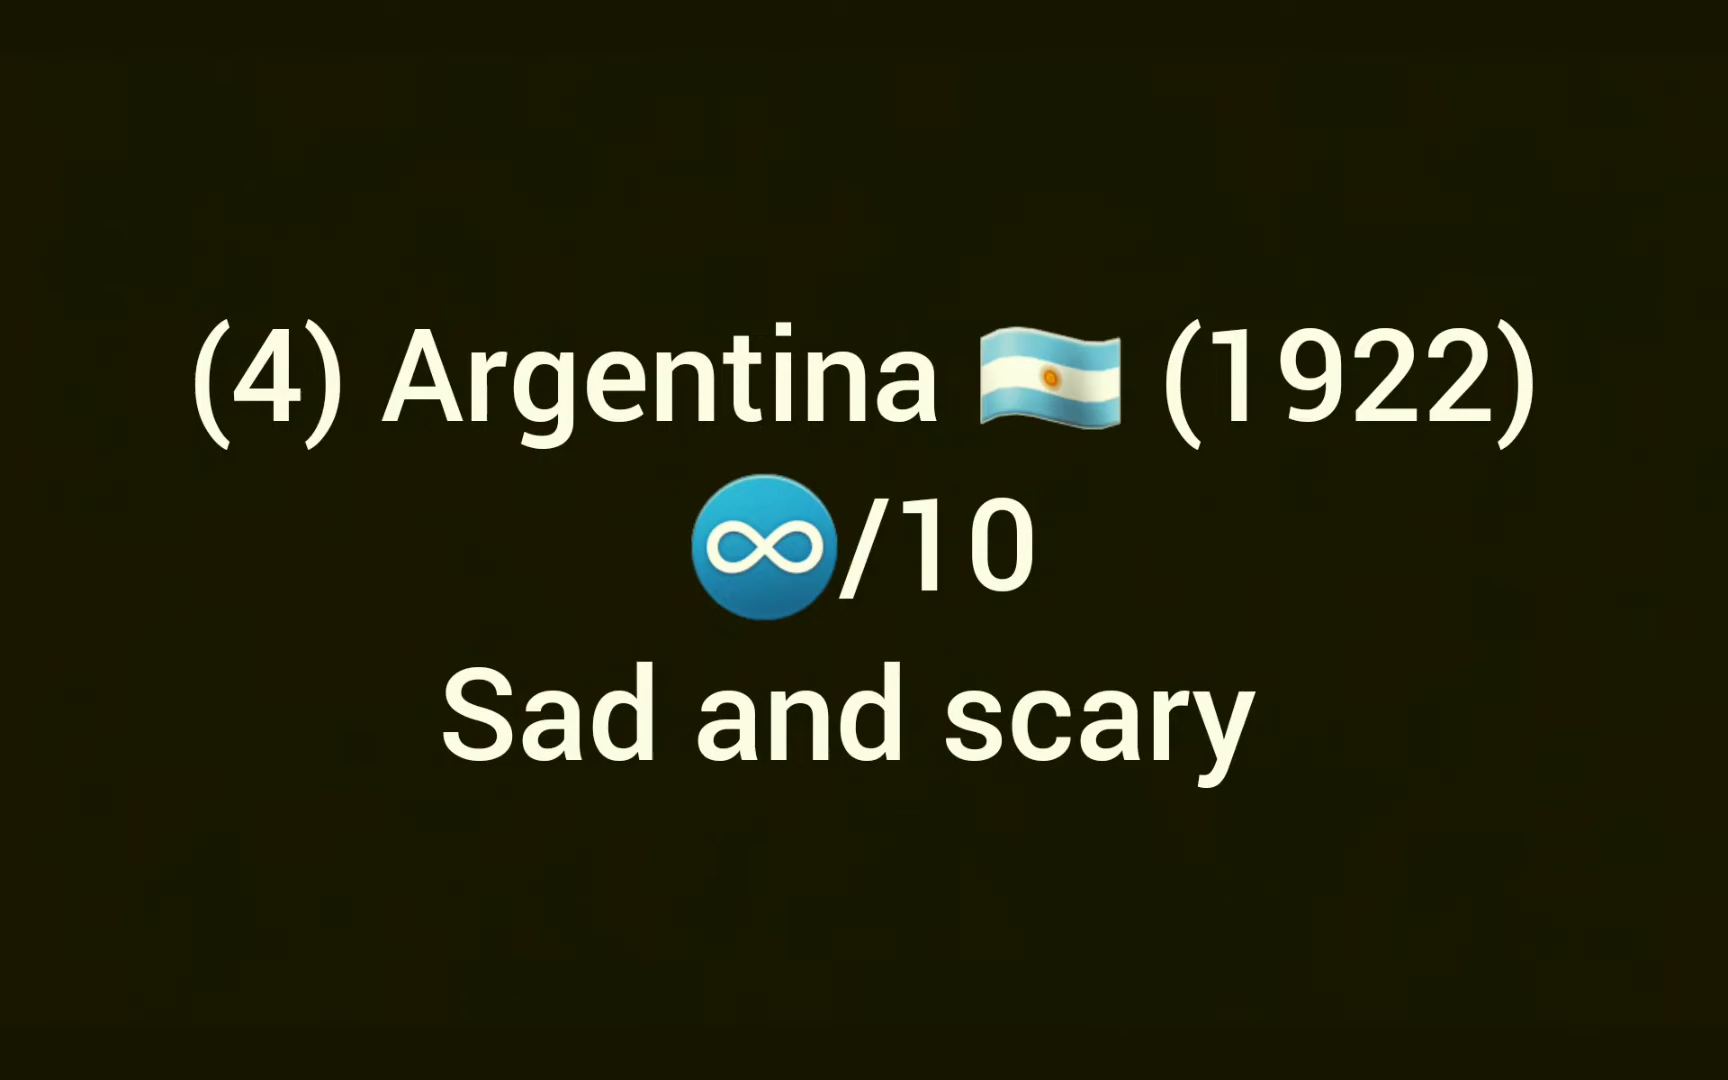 (4) Argentina 🇦🇷 (1922)
♾️/10
Sad and scary